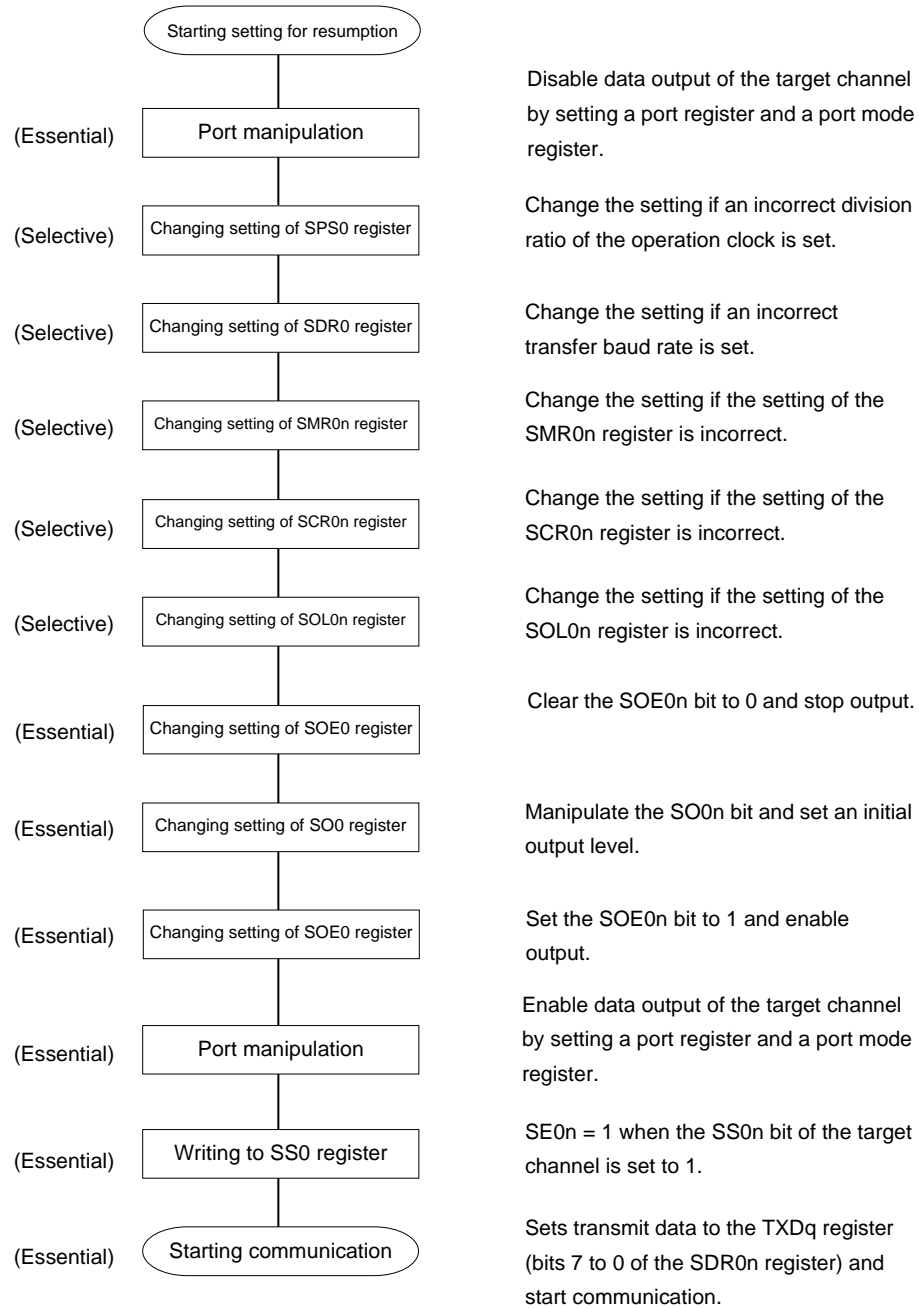 Starting setting for resumption
Disable data output of the target channel
by setting a port register and a port mode
register.
(Essential)
Port manipulation
Change the setting if an incorrect division
ratio of the operation clock is set.
(Selective)
Changing setting of SPS0 register
Change the setting if an incorrect
transfer baud rate is set.
(Selective)
Changing setting of SDR0 register
Change the setting if the setting of the
SMR0n register is incorrect.
(Selective)
Changing setting of SMR0n register
Change the setting if the setting of the
SCR0n register is incorrect.
(Selective)
Changing setting of SCR0n register
Change the setting if the setting of the
SOL0n register is incorrect.
(Selective)
Changing setting of SOL0n register
Clear the SOE0n bit to 0 and stop output.
(Essential)
Changing setting of SOE0 register
Manipulate the SO0n bit and set an initial
output level.
(Essential)
Changing setting of SO0 register
Set the SOE0n bit to 1 and enable
output.
(Essential)
Changing setting of SOE0 register
Enable data output of the target channel
by setting a port register and a port mode
register.
(Essential)
Port manipulation
SE0n = 1 when the SS0n bit of the target
channel is set to 1.
(Essential)
Writing to SS0 register
Sets transmit data to the TXDq register
(bits 7 to 0 of the SDR0n register) and
start communication.
(Essential)
Starting communication